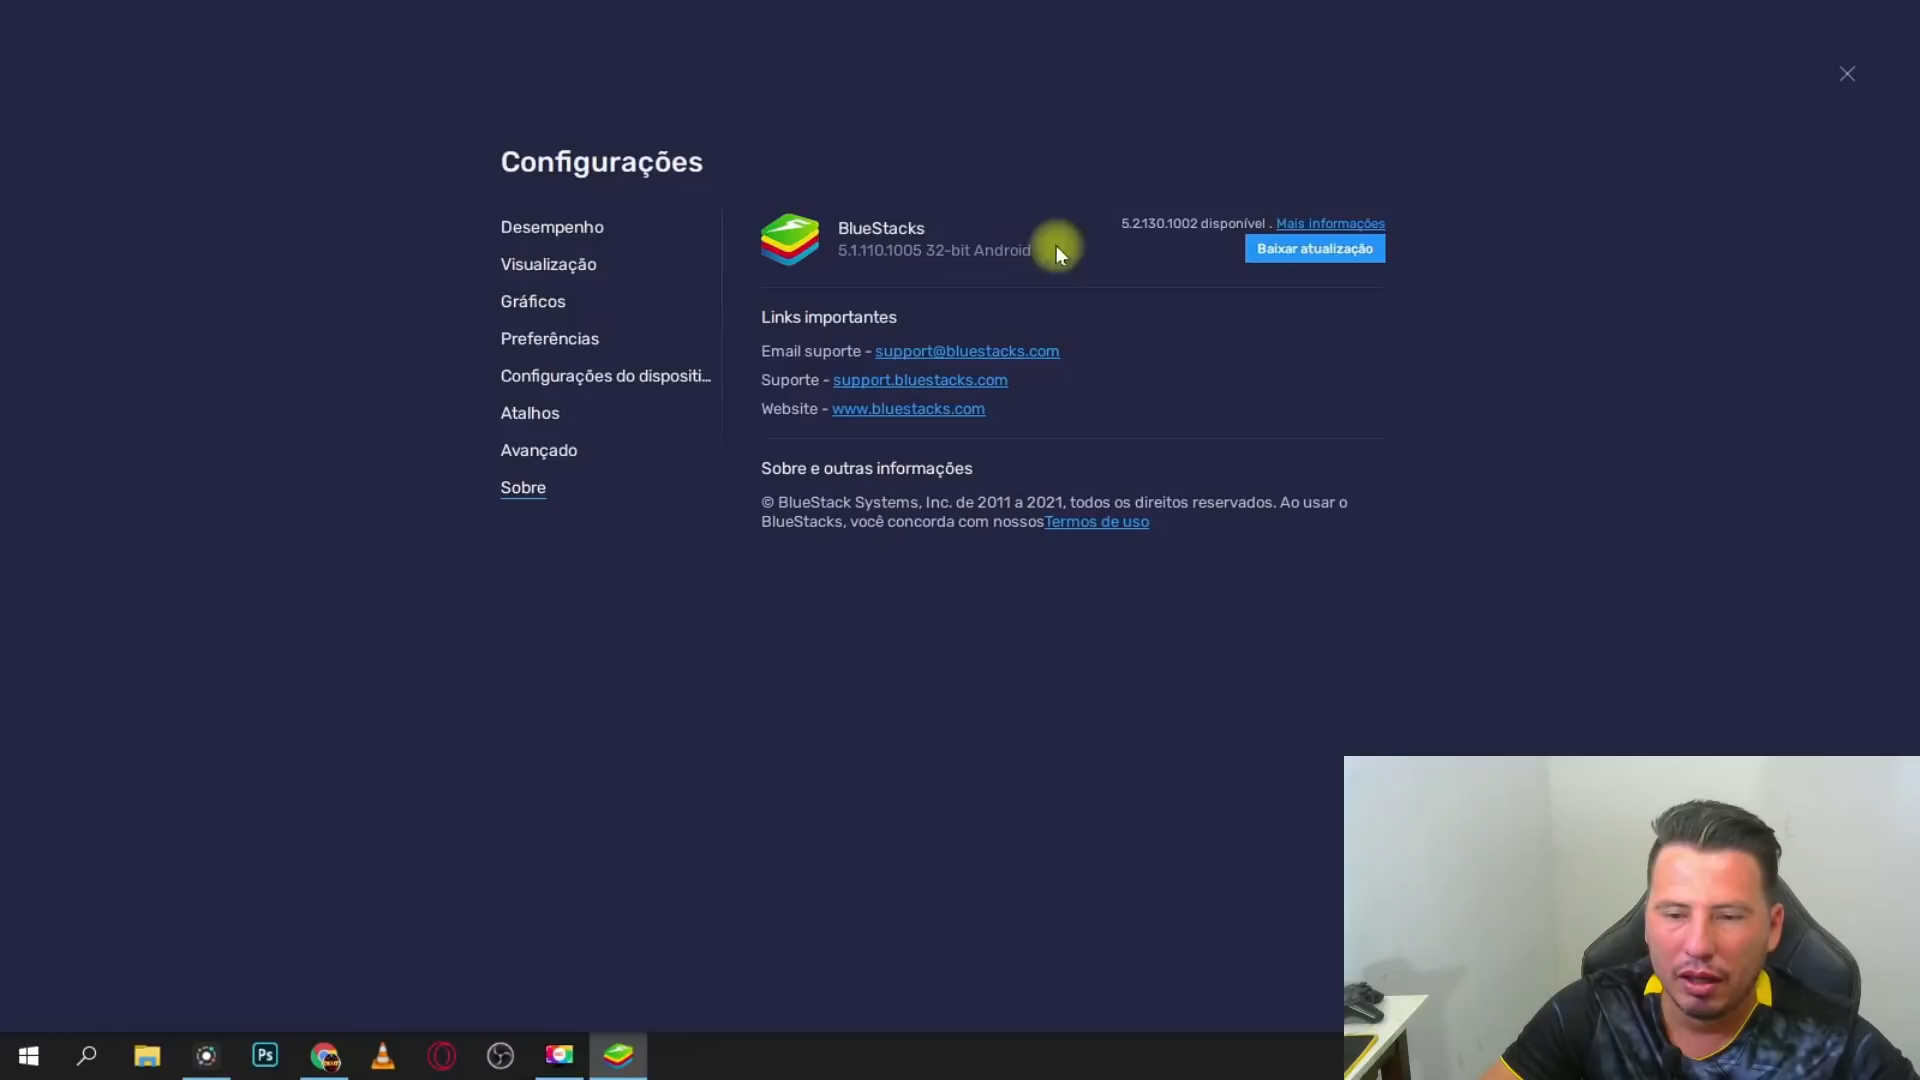 Configurações
Desempenho
Visualização
Gráficos
Preferências
Configurações do dispositi...
Atalhos
Avançado
Sobre
BlueStacks
5.1.110.1005 32-bit Android
5.2.130.1002 disponível . Mais informações
Baixar atualização
Links importantes
Email suporte - support@bluestacks.com
Suporte - support.bluestacks.com
Website - www.bluestacks.com
Sobre e outras informações
© BlueStack Systems, Inc. de 2011 a 2021, todos os direitos reservados. Ao usar o
BlueStacks, você concorda com nossosTermos de uso
Ps